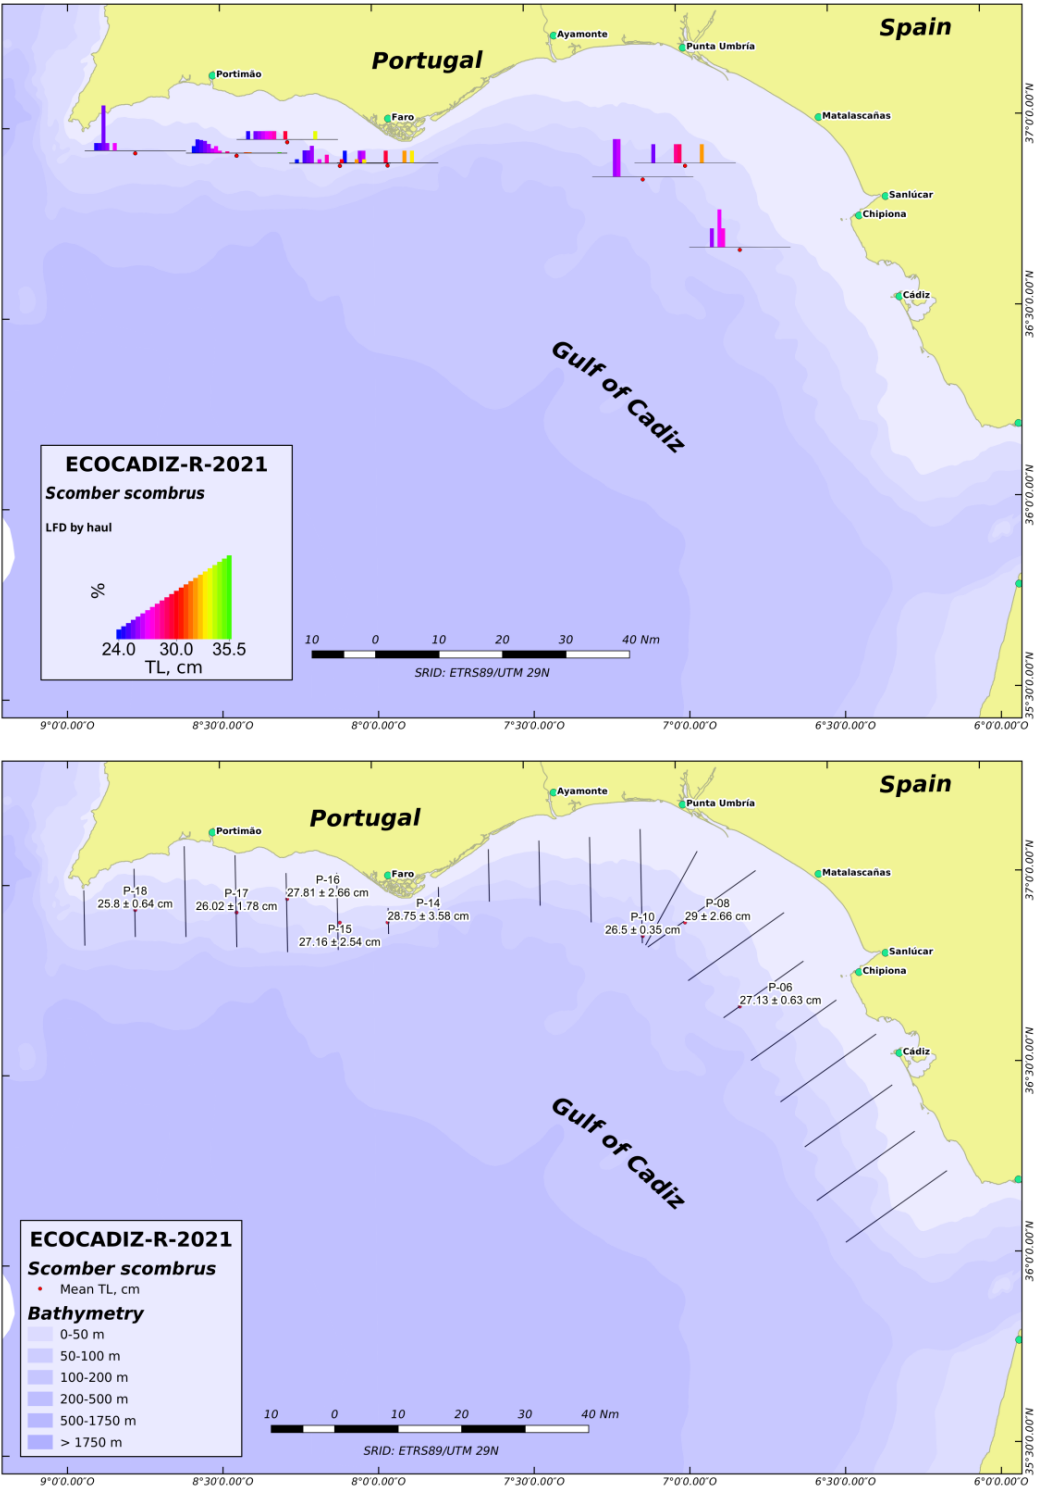 Spain
Portugal
Ayamonte
Punta Umbría
Portimão
Faro
Matalascañas
Sanlúcar
Chipiona
Cádiz
Gulf of Cadiz
37°0'0.00"N
36°30'0.00"N
36°0'0.00"N
35°30'0.00"N
ECOCADIZ-R-2021
Scomber scombrus
LFD by haul
%
24.0 30.0 35.5
TL, cm
10 0 10 20 30 40 Nm
SRID: ETRS89/UTM 29N
9°0'0.00"O 8°30'0.00"O 8°0'0.00"O 7°30'0.00"O 7°0'0.00"O 6°30'0.00"O 6°0'0.00"O
Spain
Portugal
Ayamonte
Punta Umbría
Portimão
Faro
Matalascañas
P-18
25.8 ± 0.64 cm
P-17
26.02 ± 1.78 cm
P-16
27.81 ± 2.66 cm
P-15
27.16 ± 2.54 cm
P-14
28.75 ± 3.58 cm
P-10
26.5 ± 0.35 cm
P-08
29 ± 2.66 cm
P-06
27.13 ± 0.63 cm
Sanlúcar
Chipiona
Cádiz
Gulf of Cadiz
37°0'0.00"N
36°30'0.00"N
36°0'0.00"N
35°30'0.00"N
ECOCADIZ-R-2021
Scomber scombrus
Mean TL, cm
Bathymetry
0-50 m
50-100 m
100-200 m
200-500 m
500-1750 m
> 1750 m
10 0 10 20 30 40 Nm
SRID: ETRS89/UTM 29N
9°0'0.00"O 8°30'0.00"O 8°0'0.00"O 7°30'0.00"O 7°0'0.00"O 6°30'0.00"O 6°0'0.00"O